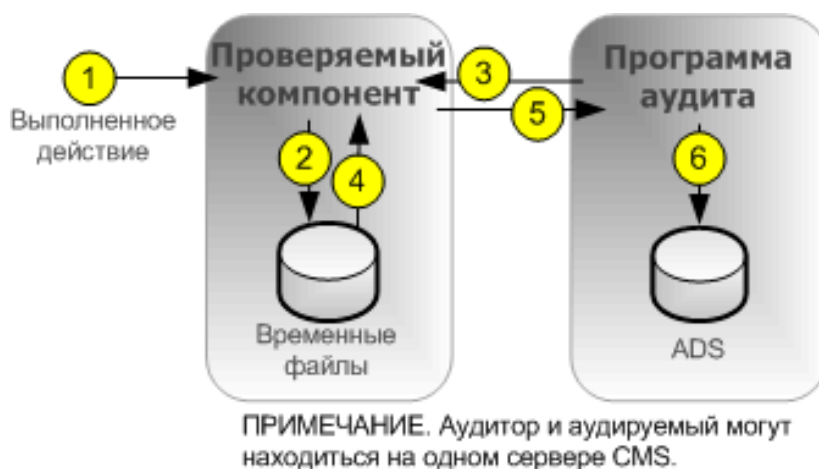 1
Выполненное
действие
Проверяемый
компонент
2
4
Временные
файлы
3
5
Программа
аудита
6
ADS
ПРИМЕЧАНИЕ. Аудитор и аудируемый могут
находиться на одном сервере CMS.